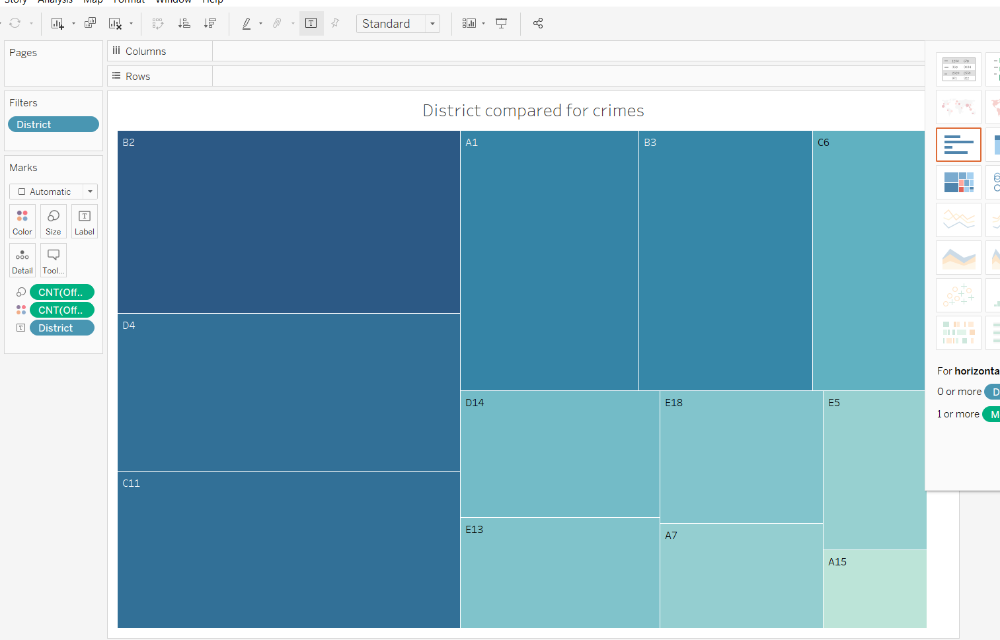 Story Analysis Map Format Window Help
Standard
Pages
Columns
Rows
Filters
District
Marks
Automatic
Color Size Label
Detail Tool...
CNT(Off..
CNT(Off..
District
District compared for crimes
B2 A1 B3 C6
D4
D14 E18 E5
C11
E13 A7
A15
For horizonta
0 or more D
1 or more M